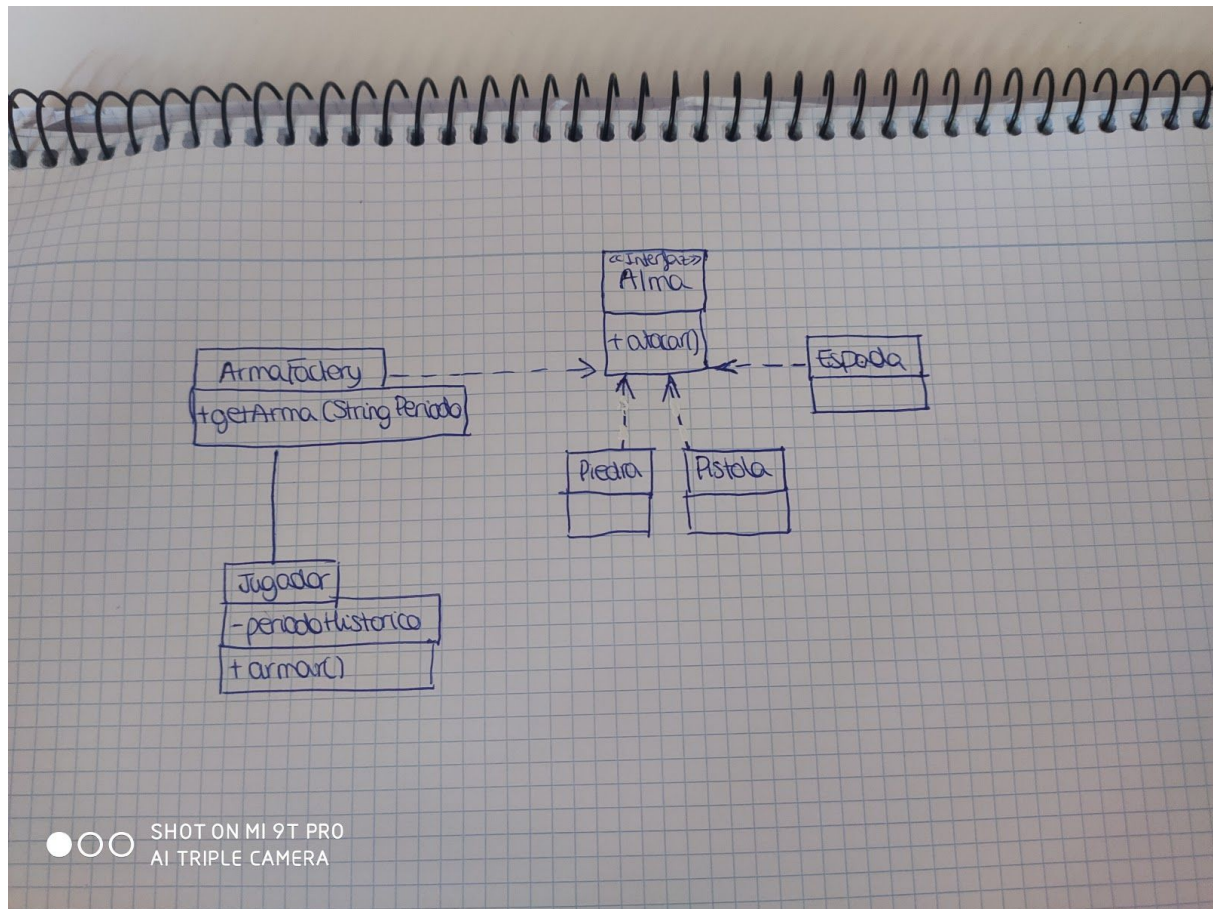 «Interfaz»
Alma
+ atacar()
ArmaFactory
+getArma (String Periodo
Espada
Piedra
Pistola
Jugador
-periodoHistorico
+ armar()
SHOT ON MI 9T PRO
AI TRIPLE CAMERA